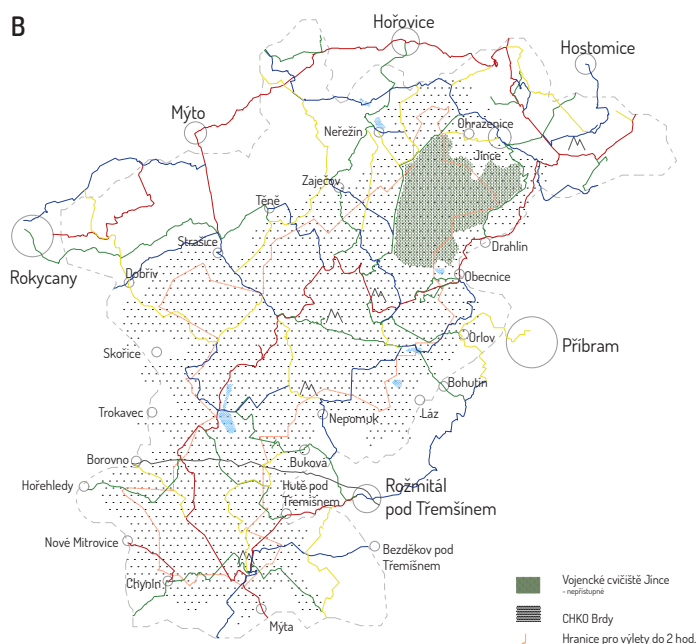 B
Hořovice
Hostomice
Mýto
Neřežín
Ohrazenice
Jince
Zaječov
Těně
Strašice
Drahlín
Rokycany
Dobřív
Obecnice
Orlov
Příbram
Skořice
Bohutín
Láz
Trokavec
Nepomuk
Borovno
Buková
Hořehledy
Hutě pod
Třemšínem
Rožmitál
pod Třemšínem
Nové Mitrovice
Bezděkov pod
Třemšínem
Chynín
Mýta
Vojencké cvičiště Jince
- nepřístupné
CHKO Brdy
Hranice pro výlety do 2 hod.